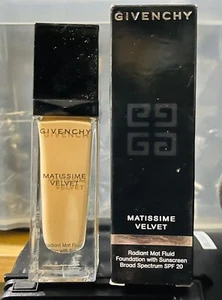 GIVENCHY
MATISSIME
VELVET
VELVET
Radiant Mat Fluid
GIVENCHY
MATISSIME
VELVET
Radiant Mat Fluid
Foundation with Sunscreen
Broad Spectrum SPF 20